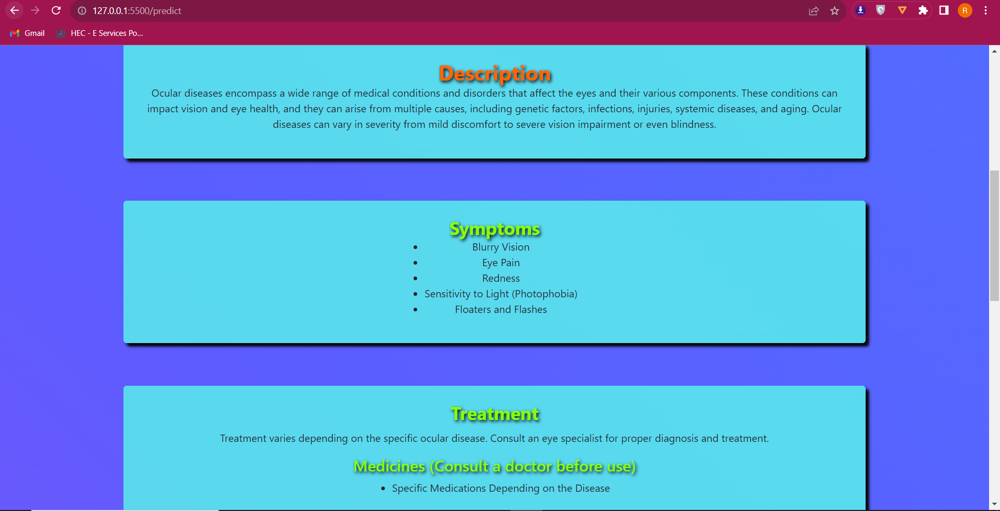 127.0.0.1:5500/predict
R
Gmail
HEC - E Services Po...
Description
Ocular diseases encompass a wide range of medical conditions and disorders that affect the eyes and their various components. These conditions can
impact vision and eye health, and they can arise from multiple causes, including genetic factors, infections, injuries, systemic diseases, and aging. Ocular
diseases can vary in severity from mild discomfort to severe vision impairment or even blindness.
Symptoms
• Blurry Vision
• Eye Pain
• Redness
• Sensitivity to Light (Photophobia)
• Floaters and Flashes
Treatment
Treatment varies depending on the specific ocular disease. Consult an eye specialist for proper diagnosis and treatment.
Medicines (Consult a doctor before use)
• Specific Medications Depending on the Disease